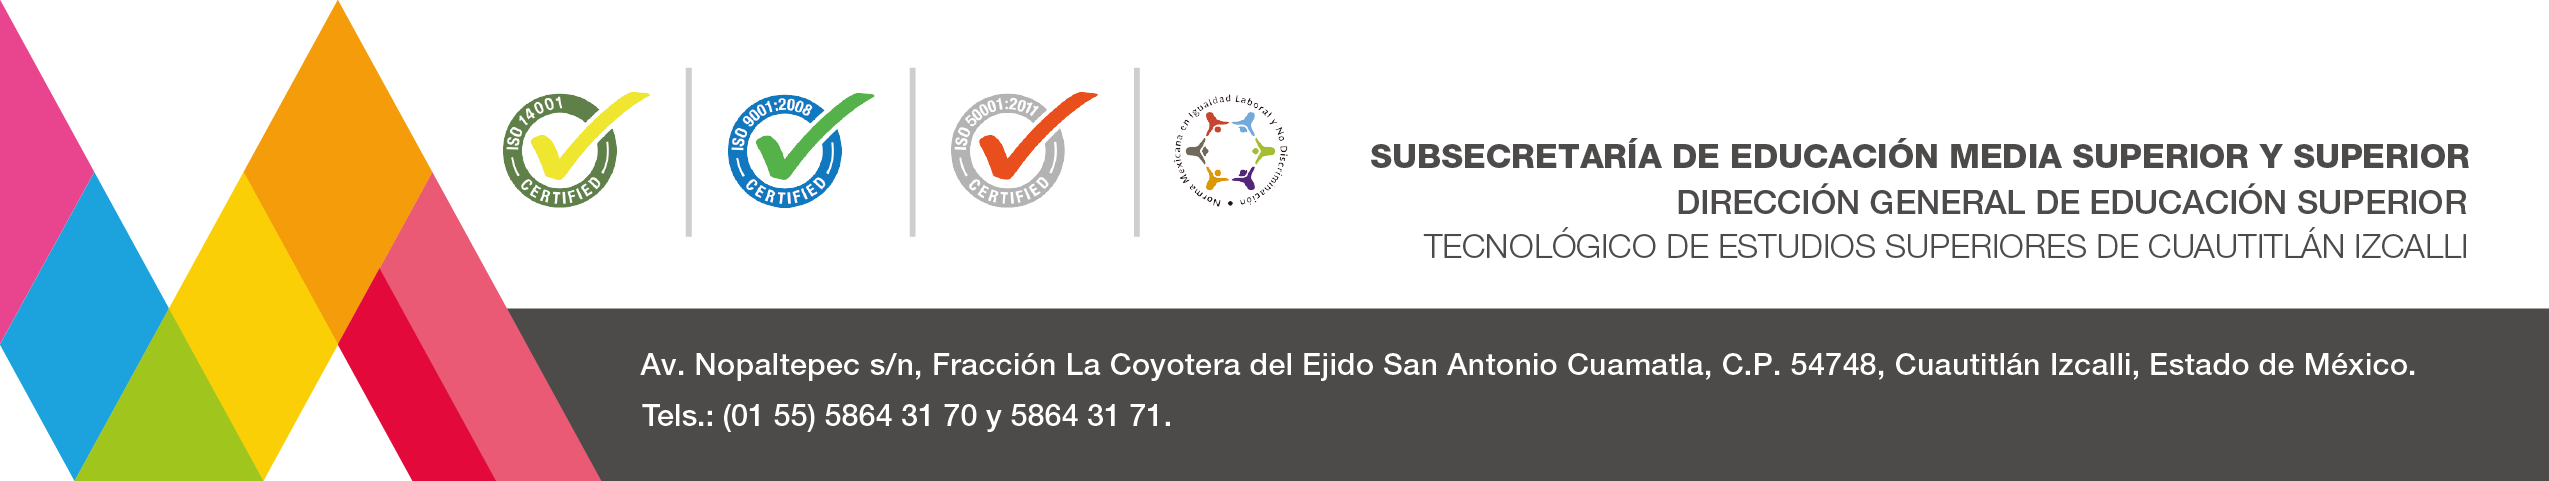 ISO 14001
CERTIFIED
ISO 9001:2008
CERTIFIED
ISO 50001:2011
CERTIFIED
Norma Mexicana en Igualdad Laboral y No Discriminación •
SUBSECRETARÍA DE EDUCACIÓN MEDIA SUPERIOR Y SUPERIOR
DIRECCIÓN GENERAL DE EDUCACIÓN SUPERIOR
TECNOLÓGICO DE ESTUDIOS SUPERIORES DE CUAUTITLÁN IZCALLI
Av. Nopaltepec s/n, Fracción La Coyotera del Ejido San Antonio Cuamatla, C.P. 54748, Cuautitlán Izcalli, Estado de México.
Tels.: (01 55) 5864 31 70 y 5864 31 71.